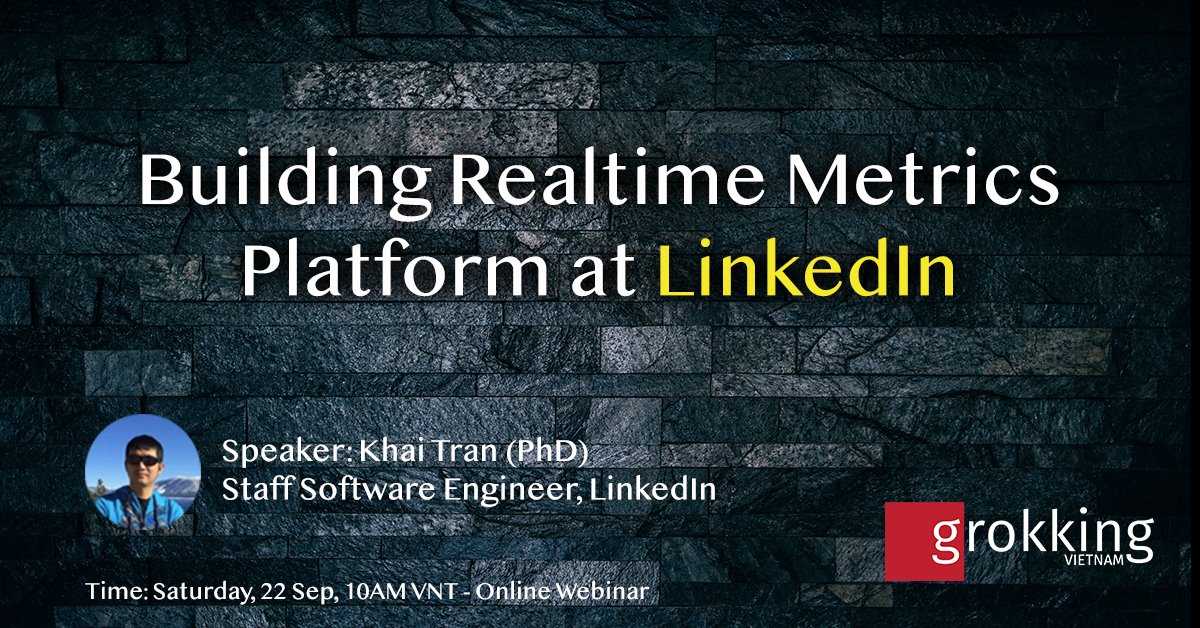 Building Realtime Metrics
Platform at LinkedIn
Speaker: Khai Tran (PhD)
Staff Software Engineer, LinkedIn
grokking
VIETNAM
Time: Saturday, 22 Sep, 10AM VNT - Online Webinar